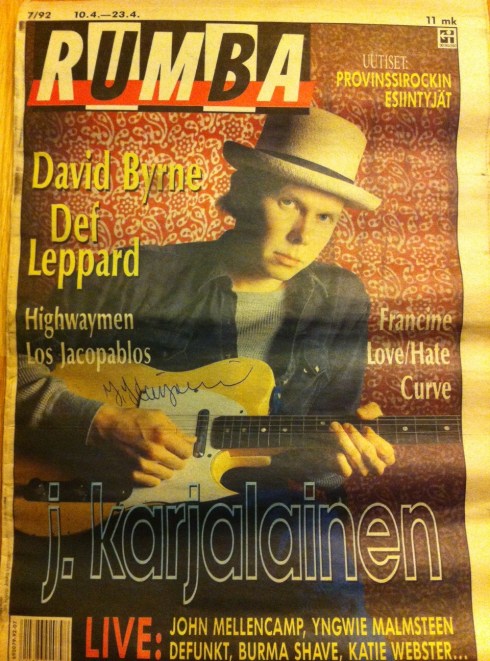 7/92 10.4.—23.4.
11 mk
RUMBA
UUTISET:
PROVINSSIROCKIN
ESIINTYJÄT
David Byrne
Def
Leppard
Highwaymen
Los Jacopablos
Francine
Love/Hate
Curve
j. karjalainen
LIVE: JOHN MELLENCAMP, YNGWIE MALMSTEEN
DEFUNKT, BURMA SHAVE, KATIE WEBSTER...